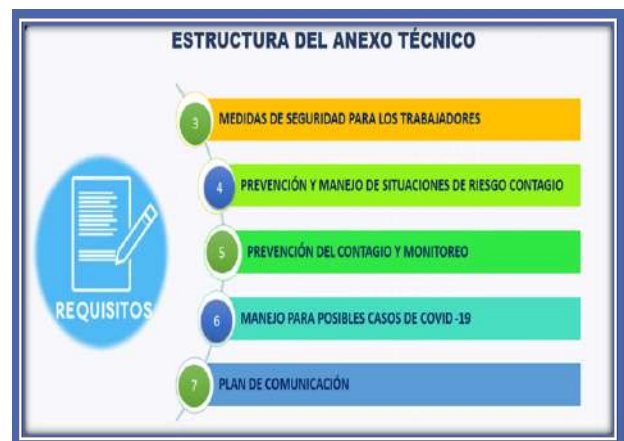 ESTRUCTURA DEL ANEXO TÉCNICO
3 MEDIDAS DE SEGURIDAD PARA LOS TRABAJADORES
4 PREVENCIÓN Y MANEJO DE SITUACIONES DE RIESGO CONTAGIO
5 PREVENCIÓN DEL CONTAGIO Y MONITOREO
6 MANEJO PARA POSIBLES CASOS DE COVID -19
7 PLAN DE COMUNICACIÓN
REQUISITOS